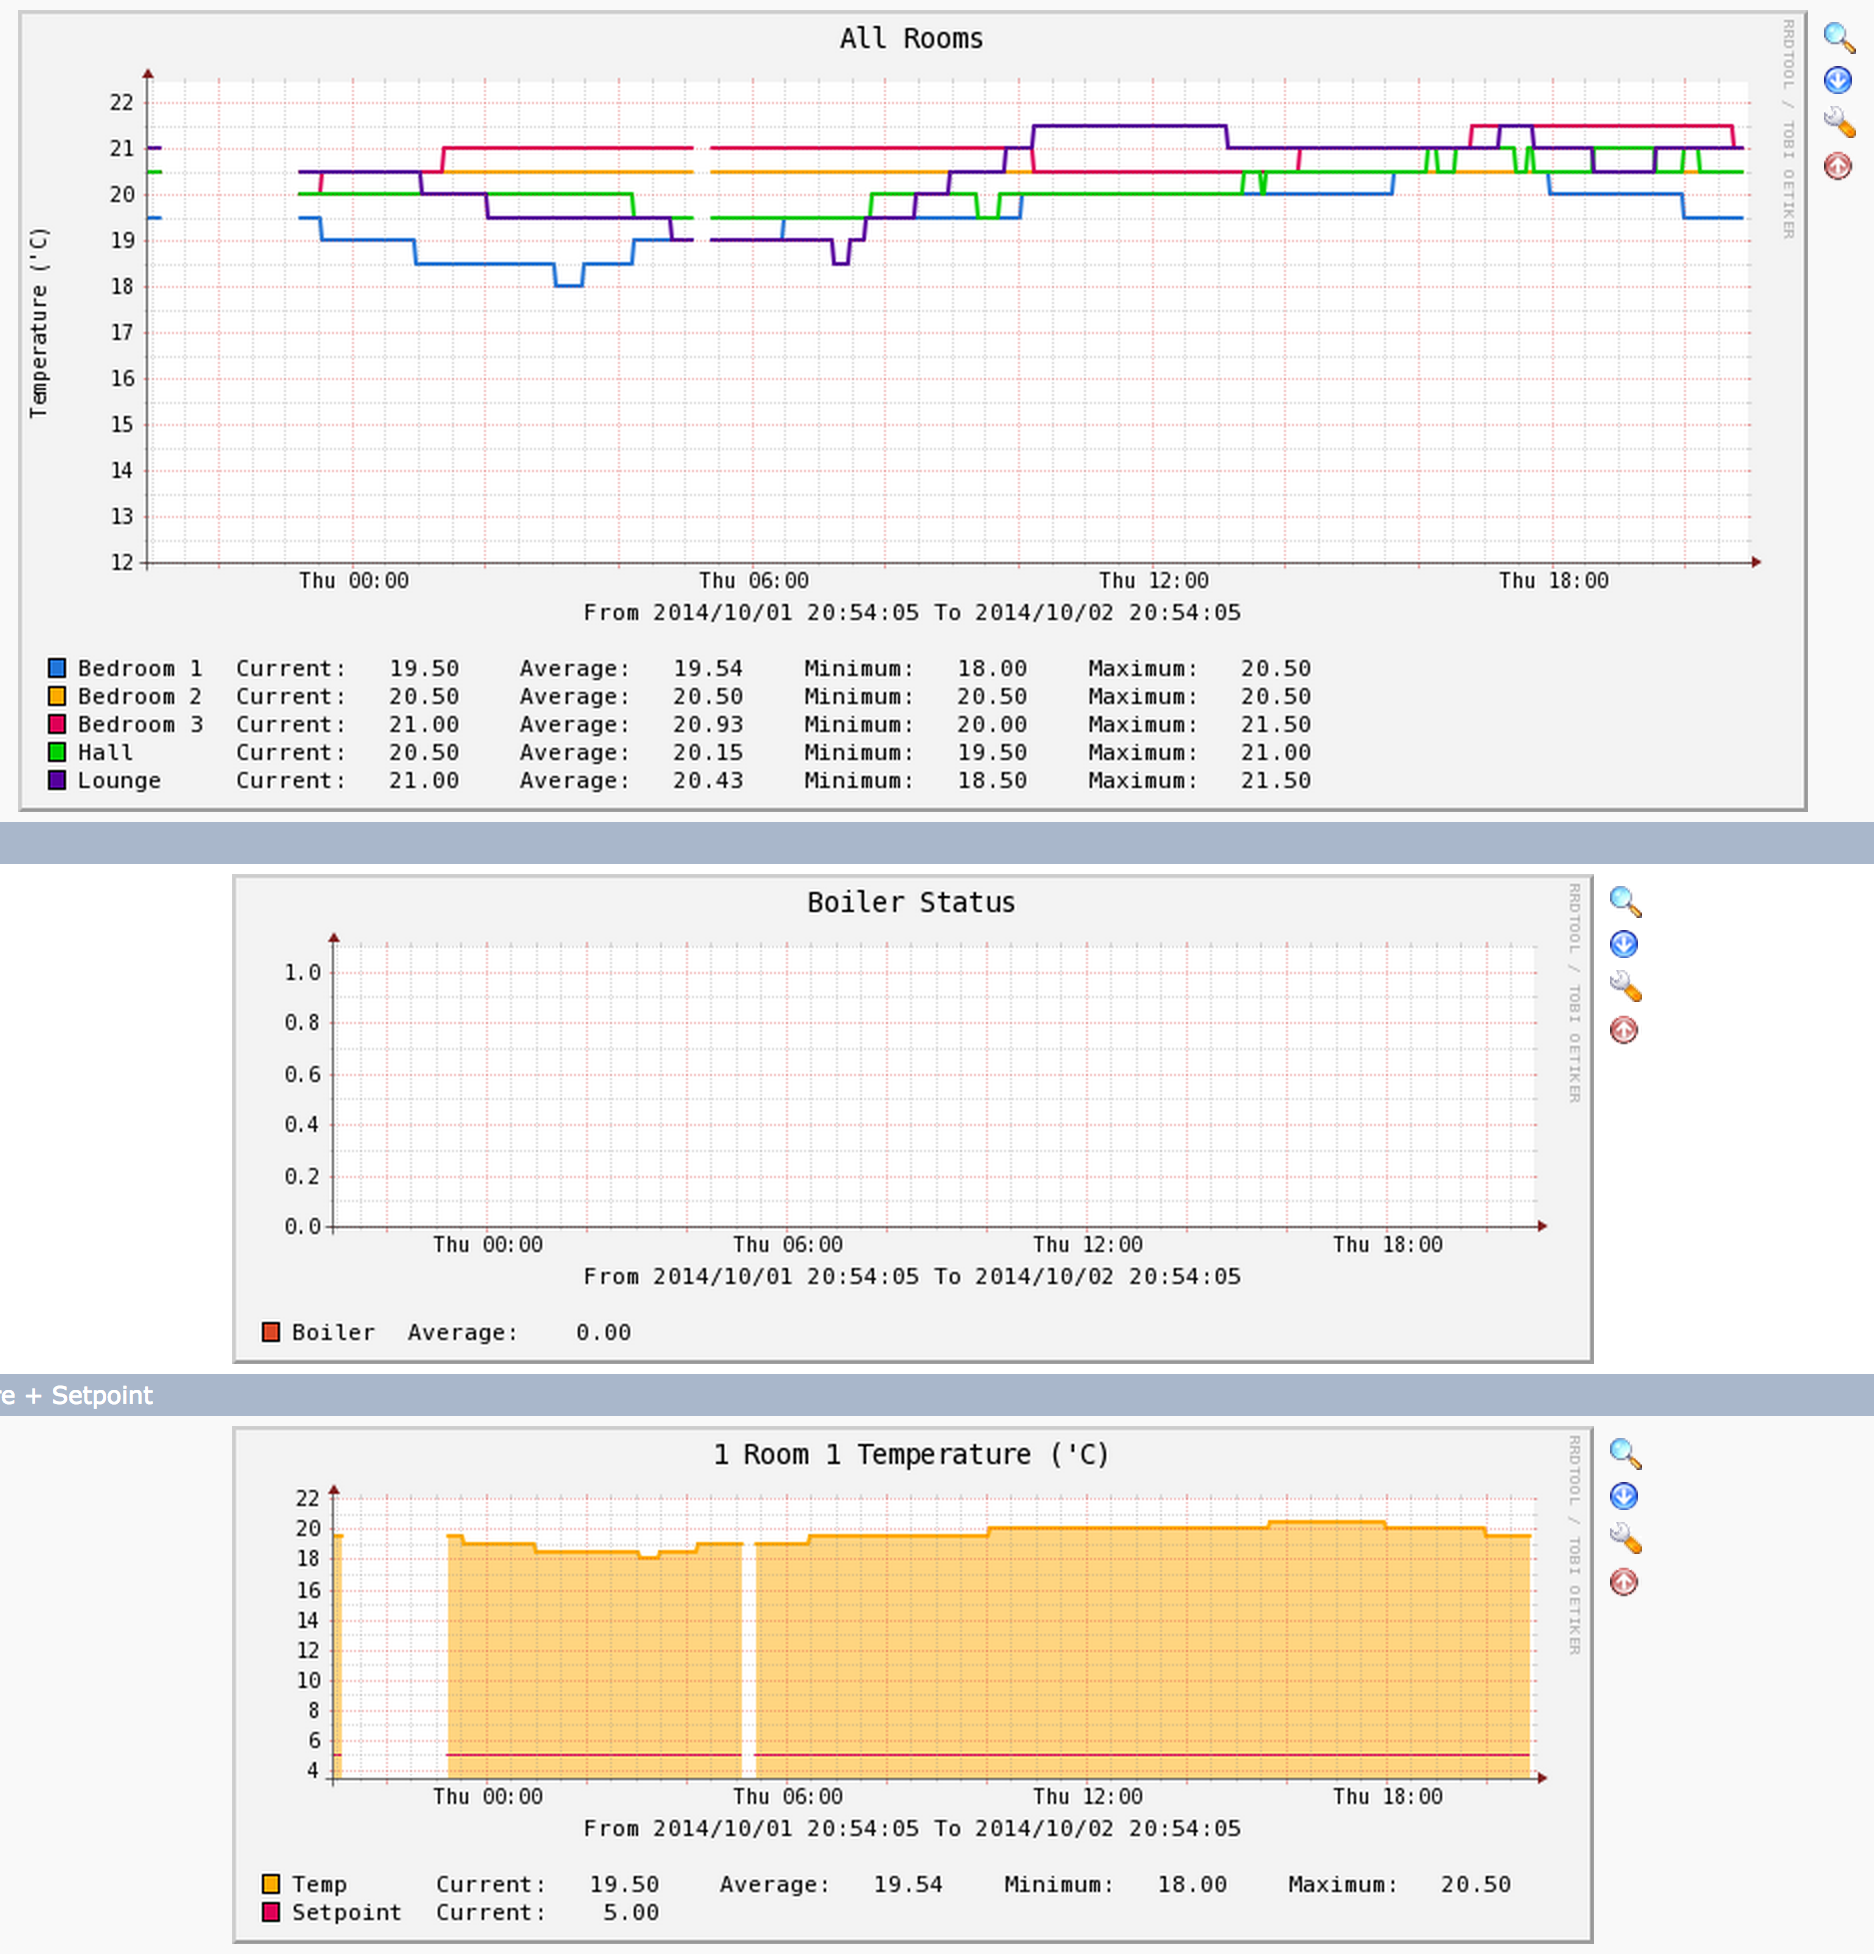 All Rooms
RRDTOOL / TOBI OETIKER
Temperature ('C)
22
21
20
19
18
17
16
15
14
13
12
Thu 00:00 Thu 06:00 Thu 12:00 Thu 18:00
From 2014/10/01 20:54:05 To 2014/10/02 20:54:05
Bedroom 1 Current: 19.50 Average: 19.54 Minimum: 18.00 Maximum: 20.50
Bedroom 2 Current: 20.50 Average: 20.50 Minimum: 20.50 Maximum: 20.50
Bedroom 3 Current: 21.00 Average: 20.93 Minimum: 20.00 Maximum: 21.50
Hall Current: 20.50 Average: 20.15 Minimum: 19.50 Maximum: 21.00
Lounge Current: 21.00 Average: 20.43 Minimum: 18.50 Maximum: 21.50
Boiler Status
RRDTOOL / TOBI OETIKER
1.0
0.8
0.6
0.4
0.2
0.0
Thu 00:00 Thu 06:00 Thu 12:00 Thu 18:00
From 2014/10/01 20:54:05 To 2014/10/02 20:54:05
Boiler Average: 0.00
e + Setpoint
1 Room 1 Temperature ('C)
RRDTOOL / TOBI OETIKER
22
20
18
16
14
12
10
8
6
4
Thu 00:00 Thu 06:00 Thu 12:00 Thu 18:00
From 2014/10/01 20:54:05 To 2014/10/02 20:54:05
Temp Current: 19.50 Average: 19.54 Minimum: 18.00 Maximum: 20.50
Setpoint Current: 5.00